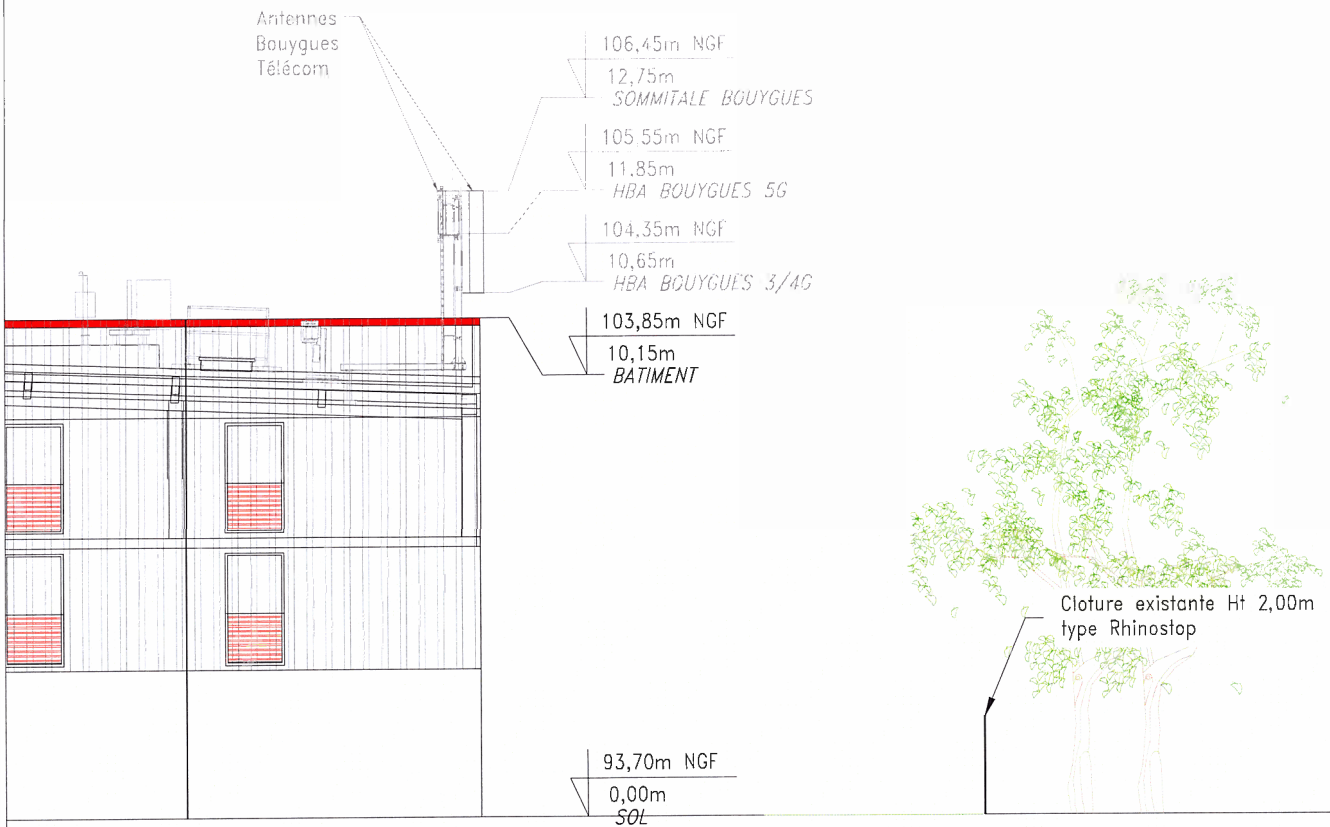 Antennes
Bouygues
Télécom
106,45m NGF
12,75m
SOMMITALE BOUYGUES
105,55m NGF
11,85m
HBA BOUYGUES 5G
104,35m NGF
10,65m
HBA BOUYGUES 3/4G
103,85m NGF
10,15m
BATIMENT
Cloture existante Ht 2,00m
type Rhinostop
93,70m NGF
0,00m
SOL